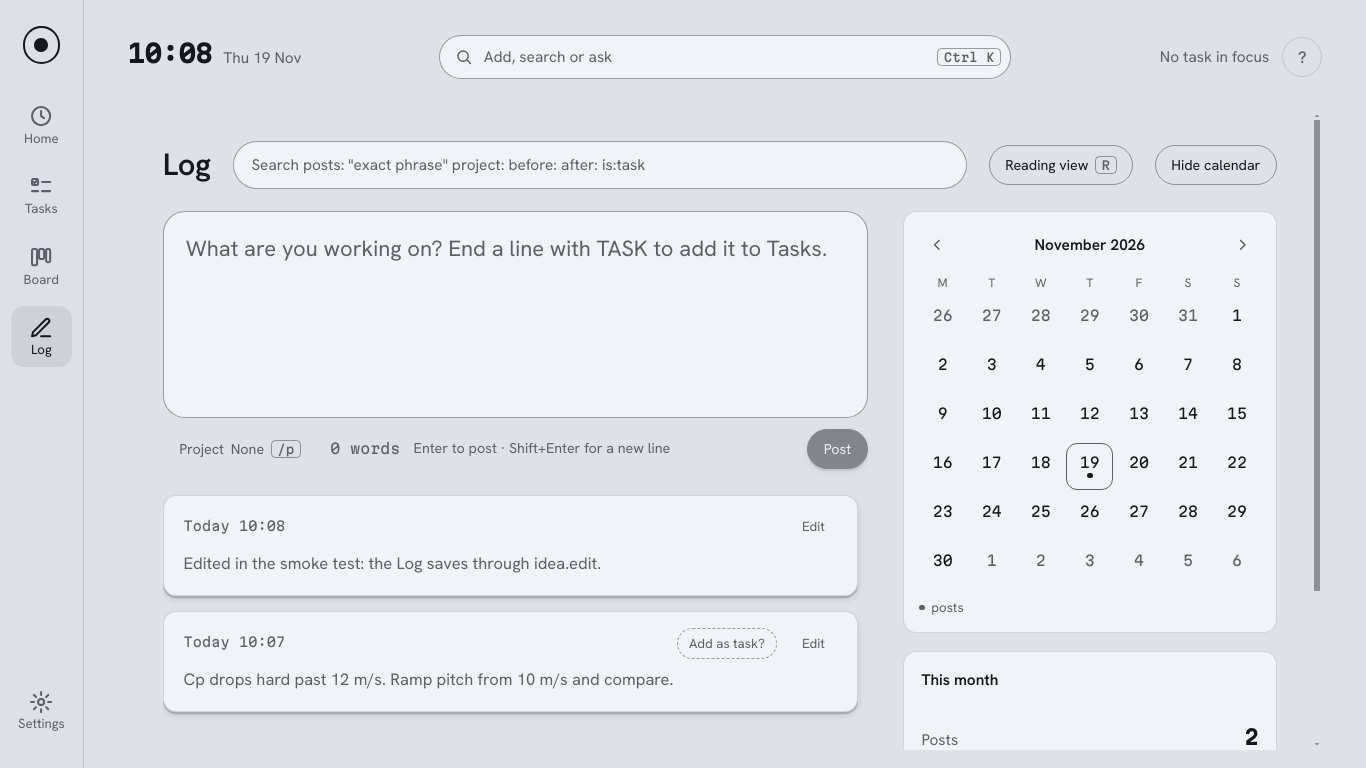 10:08 Thu 19 Nov
Add, search or ask
Ctrl K
No task in focus
?
Home
Tasks
Board
Log
Settings
Log
Search posts: "exact phrase" project: before: after: is:task
Reading view R
Hide calendar
What are you working on? End a line with TASK to add it to Tasks.
Project None /p 0 words Enter to post · Shift+Enter for a new line
Post
Today 10:08
Edit
Edited in the smoke test: the Log saves through idea.edit.
Today 10:07
Add as task?
Edit
Cp drops hard past 12 m/s. Ramp pitch from 10 m/s and compare.
November 2026
M T W T F S S
26 27 28 29 30 31 1
2 3 4 5 6 7 8
9 10 11 12 13 14 15
16 17 18 19 20 21 22
23 24 25 26 27 28 29
30 1 2 3 4 5 6
posts
This month
Posts 2